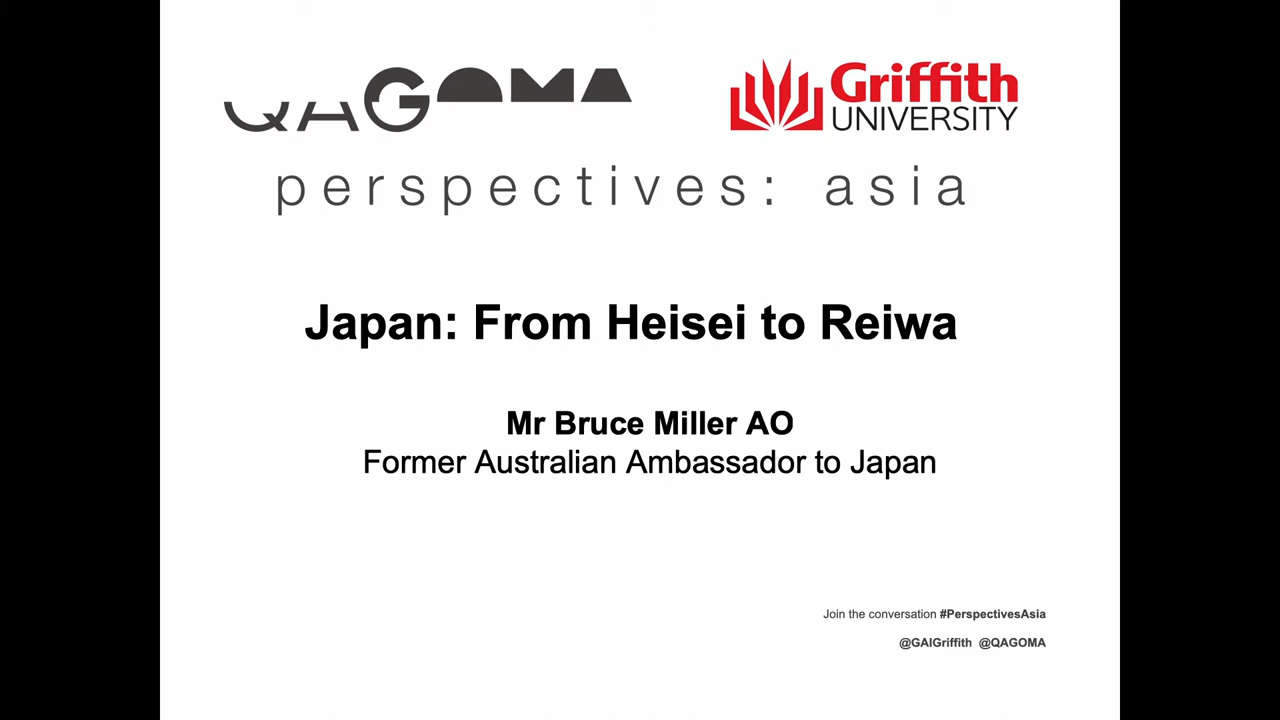 QAGOMA
Griffith
UNIVERSITY
perspectives: asia
Japan: From Heisei to Reiwa
Mr Bruce Miller AO
Former Australian Ambassador to Japan
Join the conversation #PerspectivesAsia
@GAIGriffith @QAGOMA